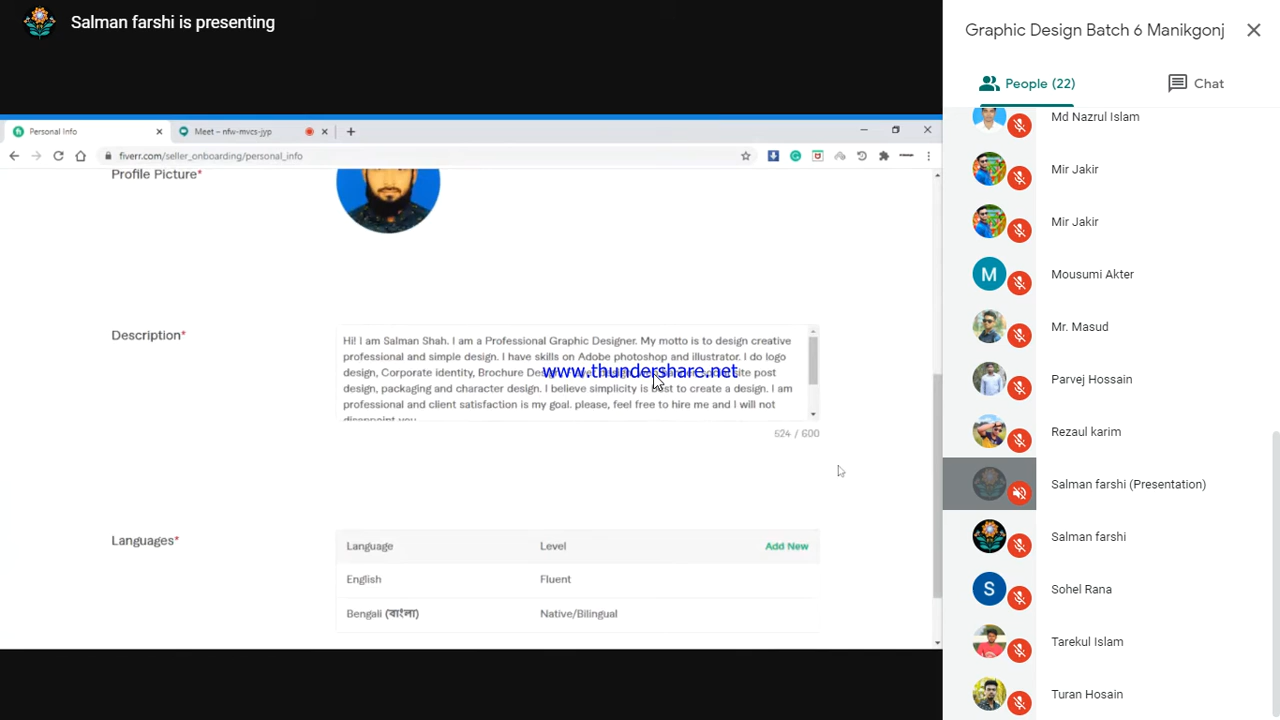 Salman farshi is presenting
Graphic Design Batch 6 Manikgonj
People (22)
Chat
Personal Info
Meet – nfw-mvcs-jyp
fiverr.com/seller_onboarding/personal_info
Profile Picture*
Description*
Hi! I am Salman Shah. I am a Professional Graphic Designer. My motto is to design creative
professional and simple design. I have skills on Adobe photoshop and illustrator. I do logo
design, Corporate identity, Brochure post
www.thundershare.net
design, packaging and character design. I believe simplicity is to create a design. I am
professional and client satisfaction is my goal. please, feel free to hire me and I will not
disappoint you
524 / 600
Languages*
Language Level Add New
English Fluent
Bengali (বাংলা) Native/Bilingual
Md Nazrul Islam
Mir Jakir
Mir Jakir
M
Mousumi Akter
Mr. Masud
Parvej Hossain
Rezaul karim
Salman farshi (Presentation)
Salman farshi
S
Sohel Rana
Tarekul Islam
Turan Hosain